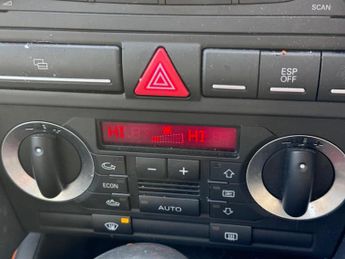 SCAN
ESP
OFF
HI HI
− +
ECON
AUTO